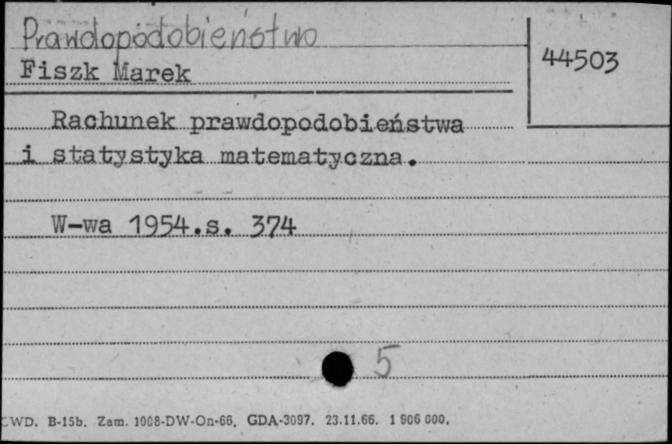 Prawdopodobieństwo
44503
Fiszk Marek
Rachunek prawdopodobieństwa
i statystyka matematyczna.
W-wa 1954.s. 374
5
CWD. B-15b. Zam. 1008-DW-On-66. GDA-3097. 23.11.66. 1 906 000.